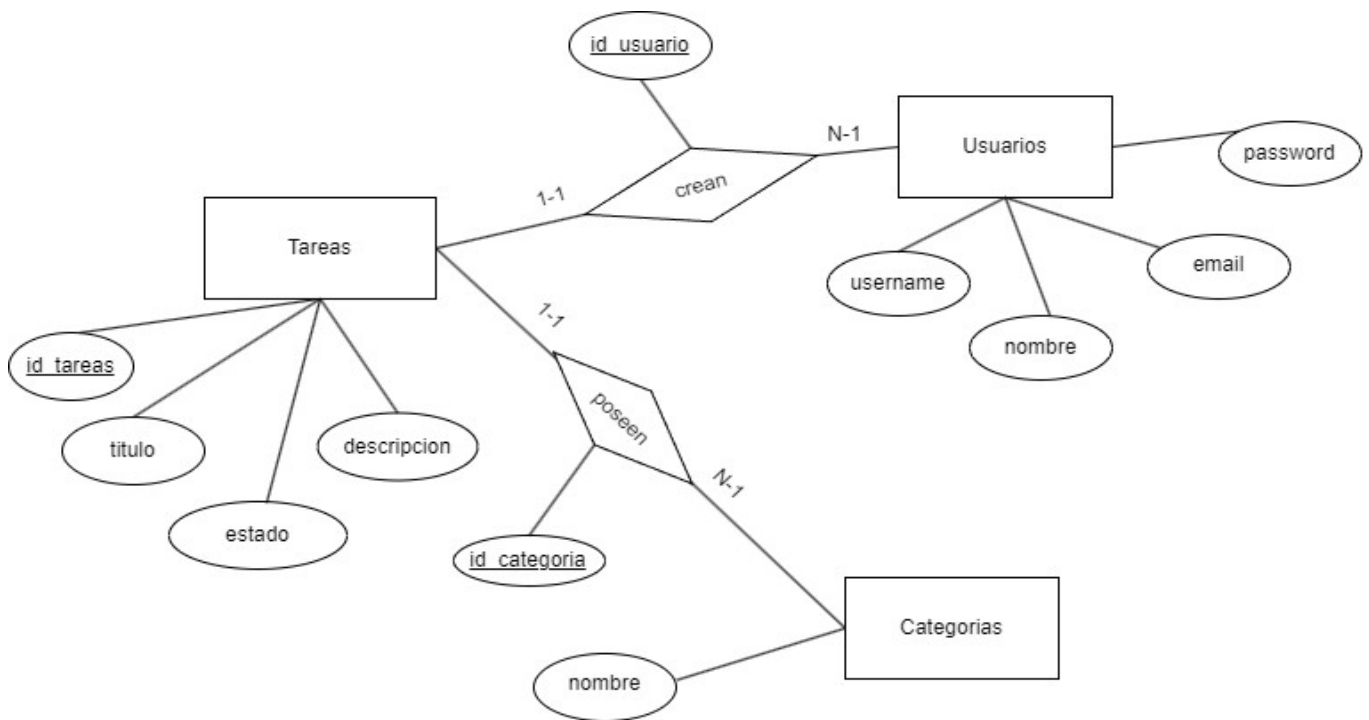 id_usuario
N-1
Usuarios
password
crean
1-1
Tareas
username
email
nombre
1-1
id_tareas
titulo
descripcion
poseen
estado
N-1
id_categoria
Categorias
nombre